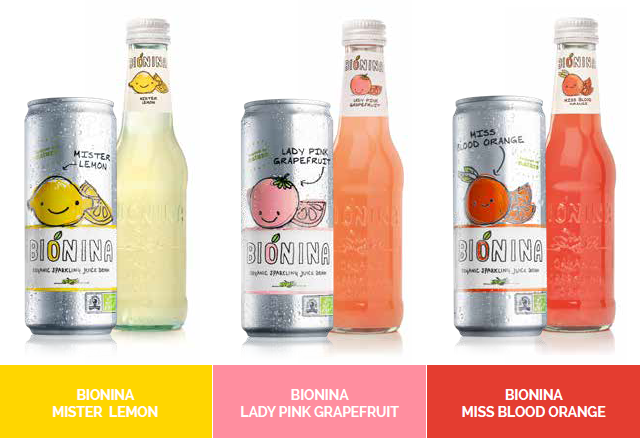 BIONINA
MISTER
LEMON
MISTER
LEMON
BIONINA
ORGANIC SPARKLING JUICE DRINK
BIONINA
LADY PINK
GRAPEFRUIT
LADY PINK
GRAPEFRUIT
BIONINA
ORGANIC SPARKLING JUICE DRINK
BIONINA
MISS BLOOD
ORANGE
MISS
BLOOD ORANGE
BIONINA
ORGANIC SPARKLING JUICE DRINK
BIONINA
MISTER LEMON
BIONINA
LADY PINK GRAPEFRUIT
BIONINA
MISS BLOOD ORANGE